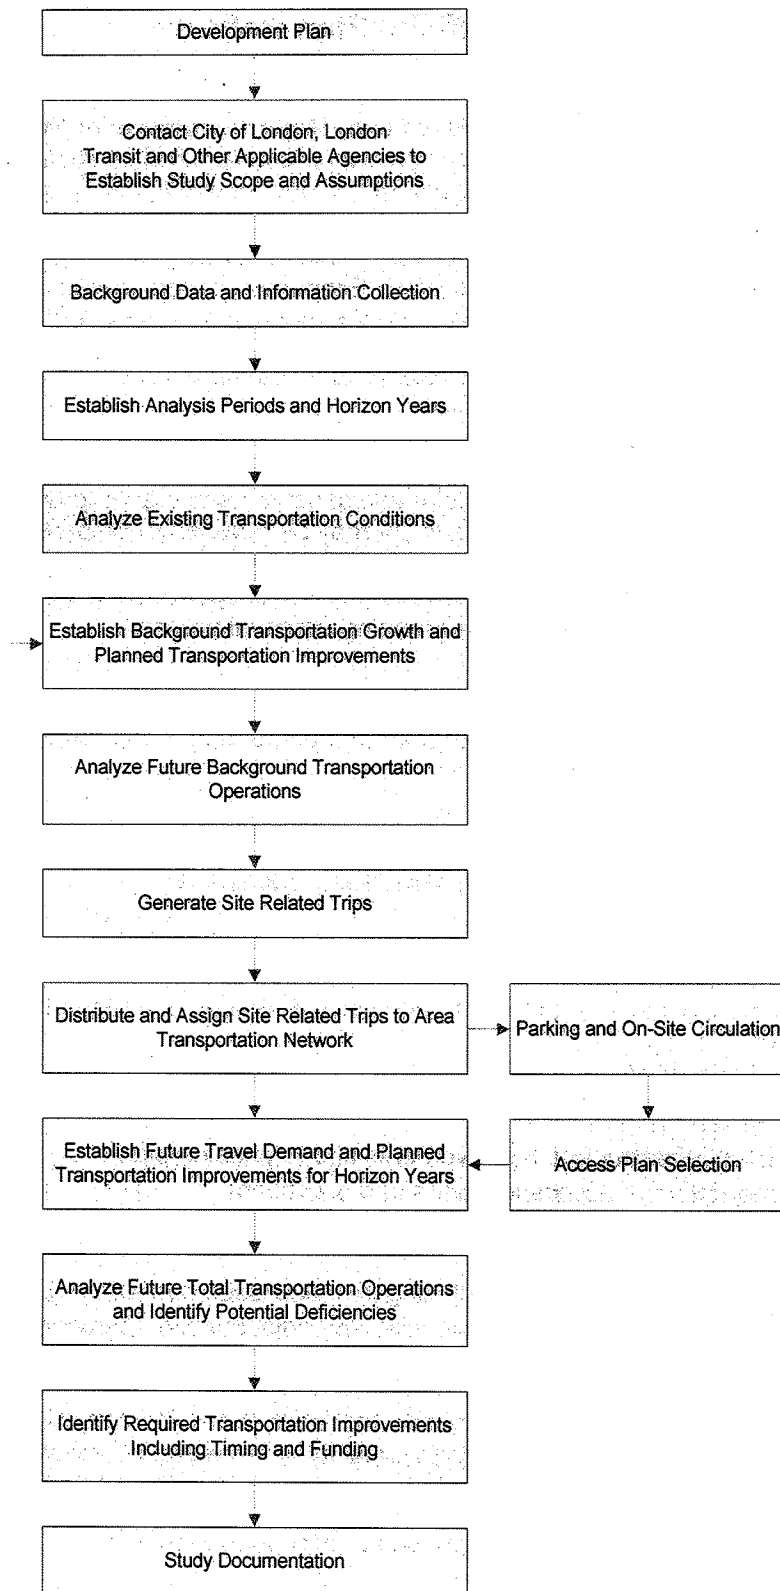 Development Plan
Contact City of London, London
Transit and Other Applicable Agencies to
Establish Study Scope and Assumptions
Background Data and Information Collection
Establish Analysis Periods and Horizon Years
Analyze Existing Transportation Conditions
Establish Background Transportation Growth and
Planned Transportation Improvements
Analyze Future Background Transportation
Operations
Generate Site Related Trips
Distribute and Assign Site Related Trips to Area
Transportation Network
Parking and On-Site Circulation
Establish Future Travel Demand and Planned
Transportation Improvements for Horizon Years
Access Plan Selection
Analyze Future Total Transportation Operations
and Identify Potential Deficiencies
Identify Required Transportation Improvements
Including Timing and Funding
Study Documentation